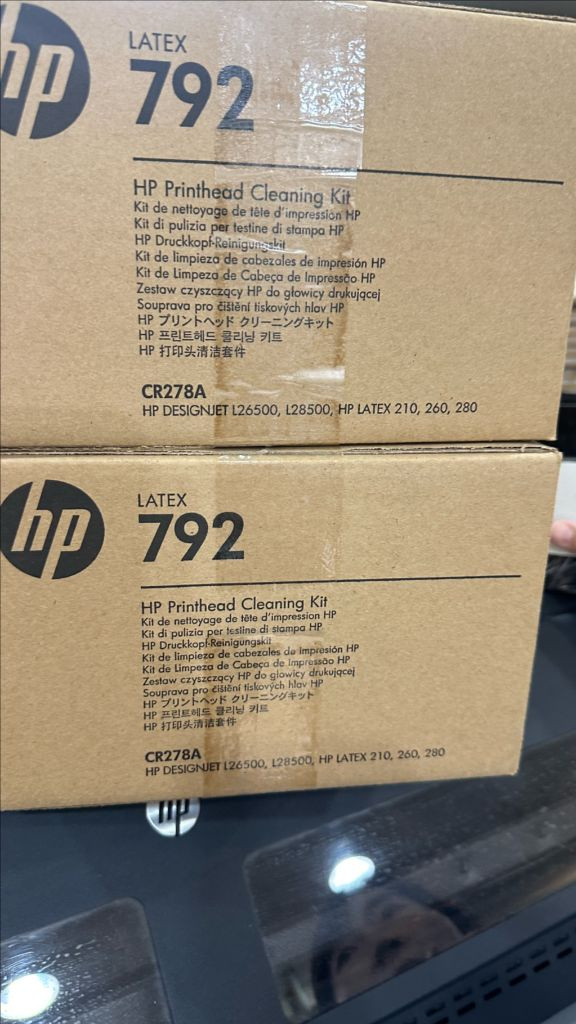 hp
LATEX
792
HP Printhead Cleaning Kit
Kit de nettoyage de tête d'impression HP
Kit di pulizia per testine di stampa HP
HP Druckkopf-Reinigungskit
Kit de limpieza de cabezales de impresión HP
Kit de Limpeza de Cabeça de Impressão HP
Zestaw czyszczący HP do głowicy drukującej
Souprava pro čištění tiskových hlav HP
HP プリントヘッド クリーニングキット
HP 프린트헤드 클리닝 키트
HP 打印头清洁套件
CR278A
HP DESIGNJET L26500, L28500, HP LATEX 210, 260, 280
hp
LATEX
792
HP Printhead Cleaning Kit
Kit de nettoyage de tête d'impression HP
Kit di pulizia per testine di stampa HP
HP Druckkopf-Reinigungskit
Kit de limpieza de cabezales de impresión HP
Kit de Limpeza de Cabeça de Impressão HP
Zestaw czyszczący HP do głowicy drukującej
Souprava pro čištění tiskových hlav HP
HP プリントヘッド クリーニングキット
HP 프린트헤드 클리닝 키트
HP 打印头清洁套件
CR278A
HP DESIGNJET L26500, L28500, HP LATEX 210, 260, 280
hp